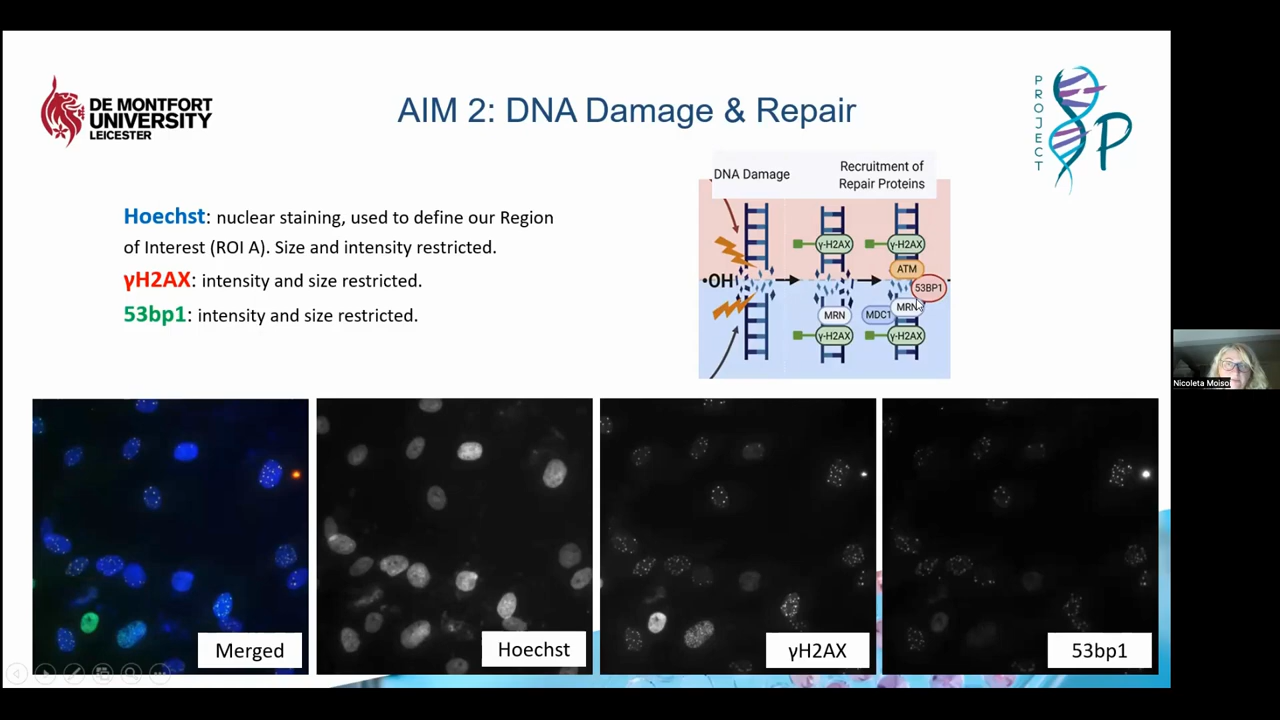 DE MONTFORT
UNIVERSITY
LEICESTER
AIM 2: DNA Damage & Repair
PROJECT
8P
Hoechst: nuclear staining, used to define our Region
of Interest (ROI A). Size and intensity restricted.
γH2AX: intensity and size restricted.
53bp1: intensity and size restricted.
DNA Damage
Recruitment of
Repair Proteins
γ-H2AX
γ-H2AX
ATM
•OH
53BP1
MRN
MDC1
MRN
γ-H2AX
γ-H2AX
Nicoleta Moiso
Merged
Hoechst
γH2AX
53bp1